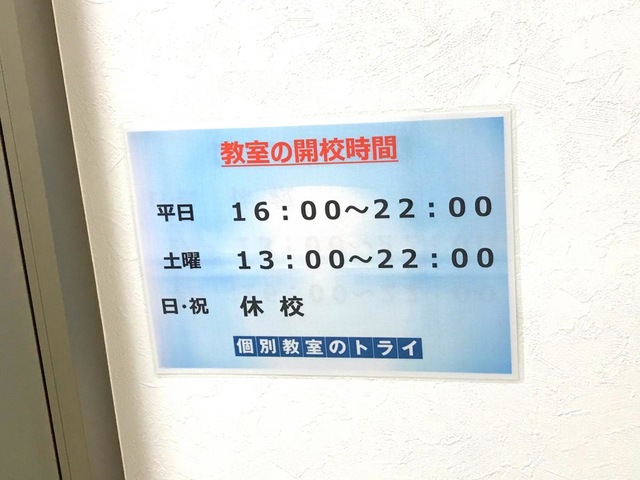 教室の開校時間
平日 16：00～22：00
土曜 13：00～22：00
日・祝 休 校
個別教室のトライ